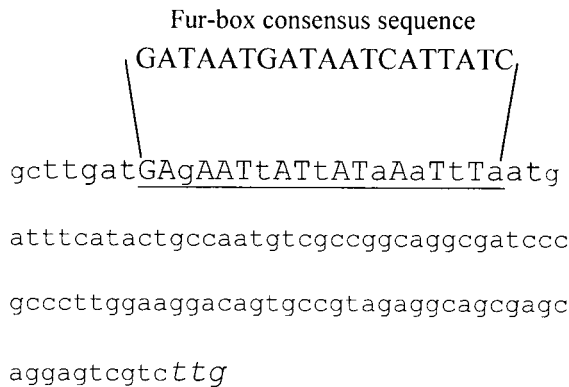 Fur-box consensus sequence
GATAATGATAATCATTATC
gcttgatGAgAATtATtATaAaTtTaatg
atttcatactgccaatgtcgccggcaggcgatccc
gcccttggaaggacagtgccgtagaggcagcgagc
aggagtcgtcttg